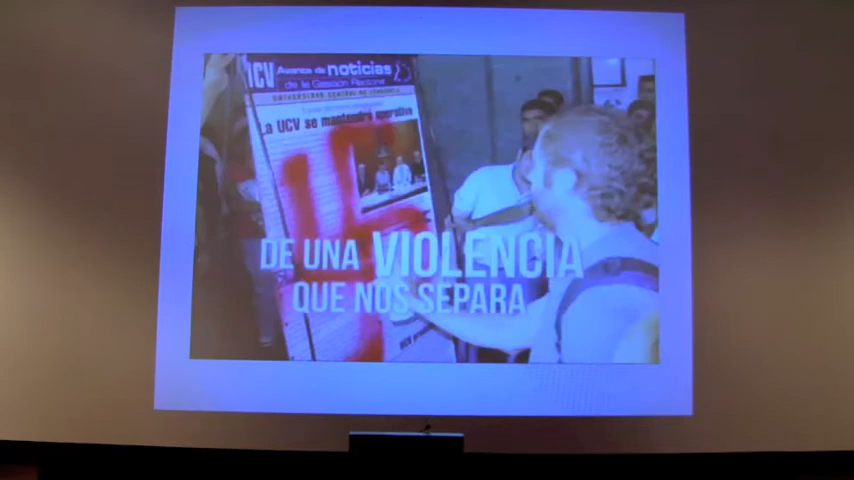 UCV Avance de noticias
de la Gestión Rectoral
UNIVERSIDAD CENTRAL DE VENEZUELA
La UCV se mantendrá operativa
DE UNA VIOLENCIA
QUE NOS SEPARA